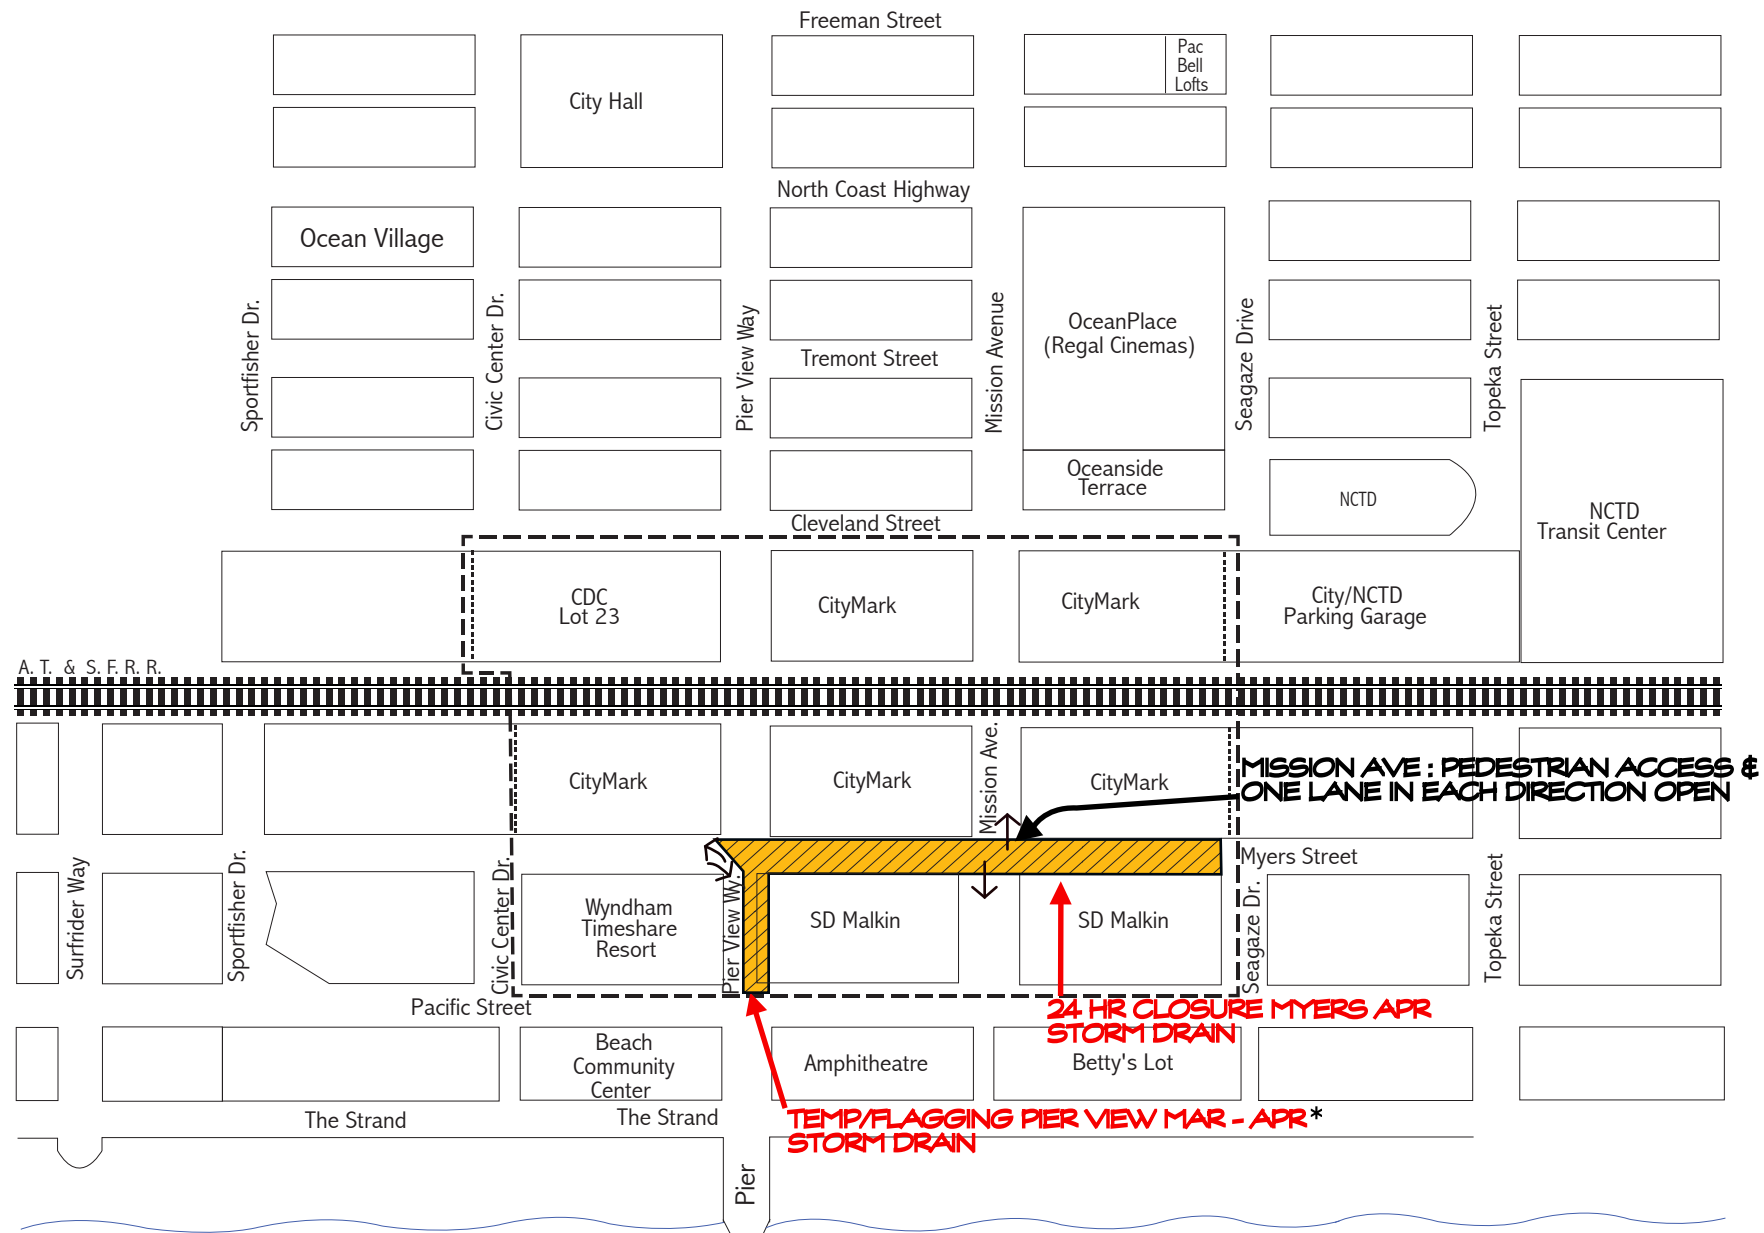 Freeman Street
Pac
Bell
Lofts
City Hall
North Coast Highway
Ocean Village
Sportfisher Dr.
Civic Center Dr.
Pier View Way
Tremont Street
Mission Avenue
OceanPlace
(Regal Cinemas)
Seagaze Drive
Topeka Street
Oceanside
Terrace
NCTD
NCTD
Transit Center
Cleveland Street
CDC
Lot 23
CityMark
CityMark
City/NCTD
Parking Garage
A. T. & S. F. R. R.
CityMark
CityMark
Mission Ave.
CityMark
MISSION AVE : PEDESTRIAN ACCESS &
ONE LANE IN EACH DIRECTION OPEN
Myers Street
Surfrider Way
Sportfisher Dr.
Civic Center Dr.
Wyndham
Timeshare
Resort
Pier View Wy.
SD Malkin
SD Malkin
Seagaze Dr.
Topeka Street
Pacific Street
24 HR CLOSURE MYERS APR
STORM DRAIN
Beach
Community
Center
Amphitheatre
Betty's Lot
The Strand
The Strand
TEMP/FLAGGING PIER VIEW MAR - APR*
STORM DRAIN
Pier